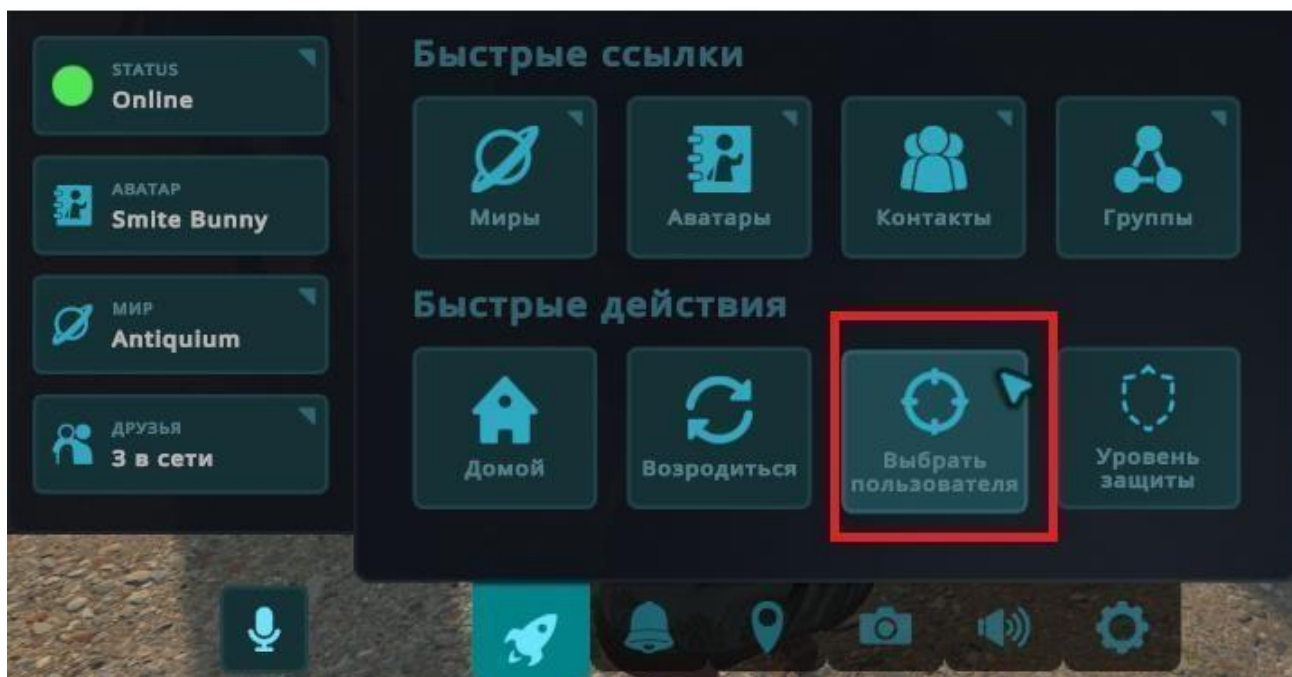 STATUS
Online
АВАТАР
Smite Bunny
МИР
Antiquium
ДРУЗЬЯ
3 в сети
Быстрые ссылки
Миры
Аватары
Контакты
Группы
Быстрые действия
Домой
Возродиться
Выбрать
пользователя
Уровень
защиты